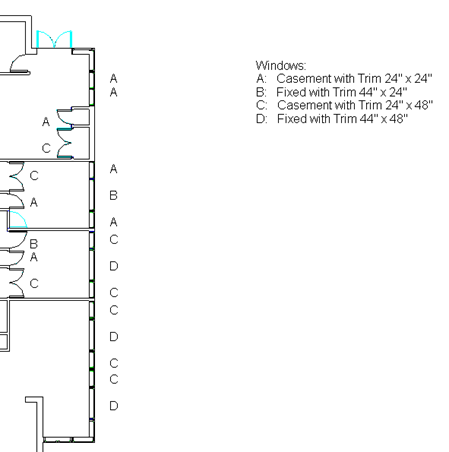 Windows:
A: Casement with Trim 24" x 24"
B: Fixed with Trim 44" x 24"
C: Casement with Trim 24" x 48"
D: Fixed with Trim 44" x 48"
A
A
A
C
A
C
B
A
A
C
B
A
D
C
C
C
D
C
C
D